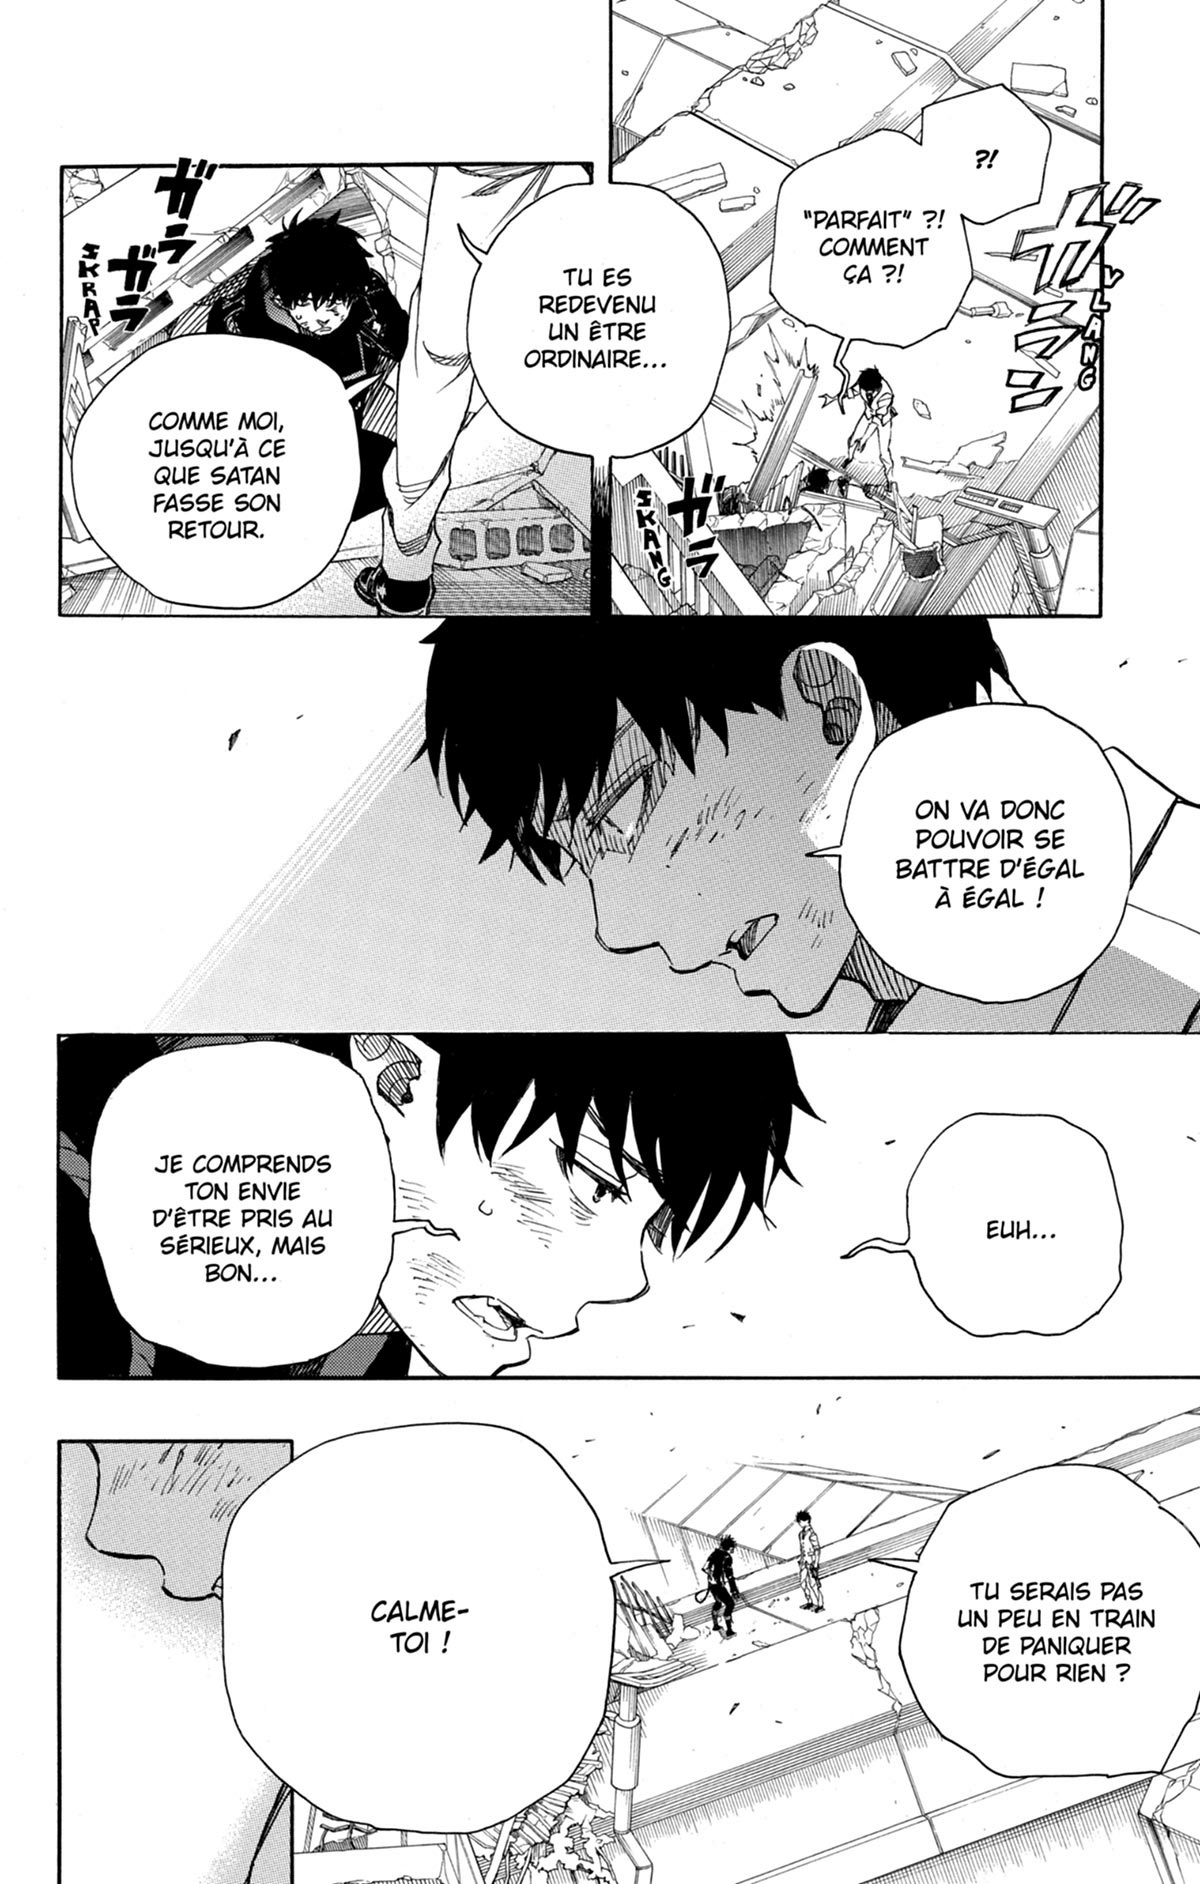 ?!
"PARFAIT" ?!
COMMENT
ÇA ?!
ガラン
VLANG
ガラ
SKANG
TU ES
REDEVENU
UN ÊTRE
ORDINAIRE...
ガラ
ガラ
SKRAP
COMME MOI,
JUSQU'À CE
QUE SATAN
FASSE SON
RETOUR.
ON VA DONC
POUVOIR SE
BATTRE D'ÉGAL
À ÉGAL !
EUH...
JE COMPRENDS
TON ENVIE
D'ÊTRE PRIS AU
SÉRIEUX, MAIS
BON...
TU SERAIS PAS
UN PEU EN TRAIN
DE PANIQUER
POUR RIEN ?
CALME-
TOI !